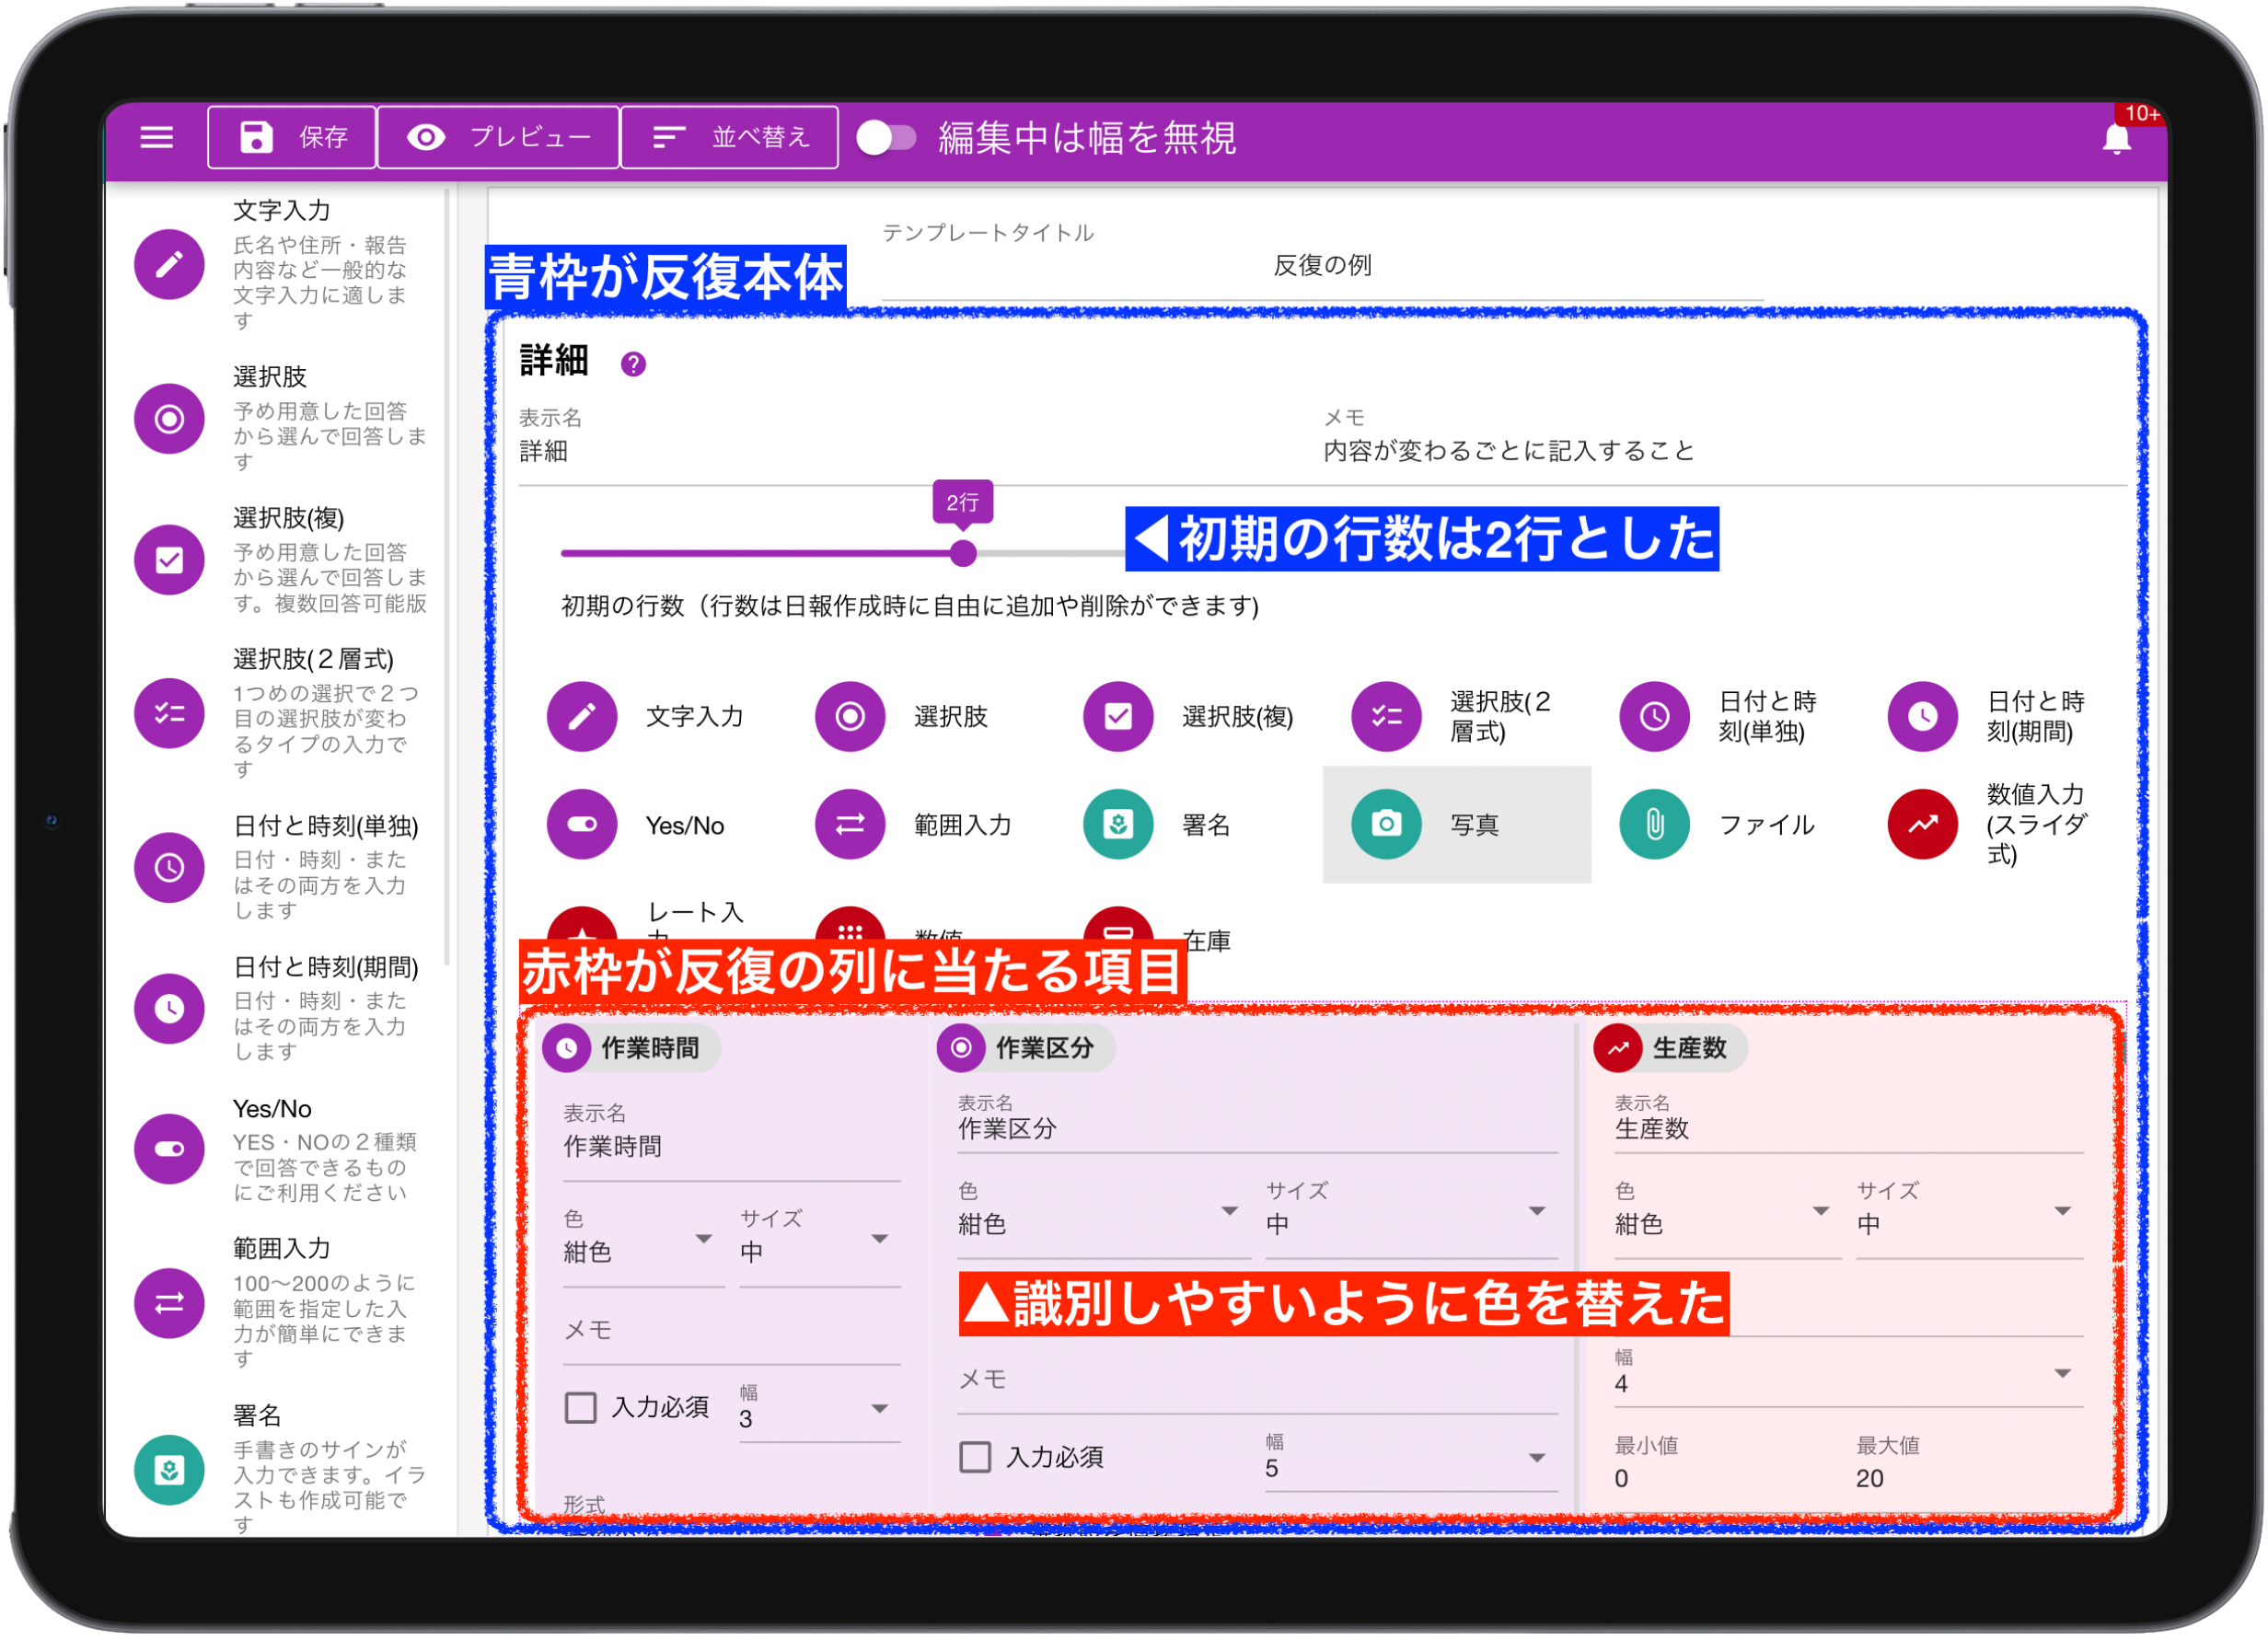 保存
プレビュー
並べ替え
編集中は幅を無視
10+
文字入力
氏名や住所・報告
内容など一般的な
文字入力に適しま
す
選択肢
予め用意した回答
から選んで回答しま
す
選択肢(複)
予め用意した回答
から選んで回答しま
す。複数回答可能版
選択肢(２層式)
1つめの選択で２つ
目の選択肢が変わ
るタイプの入力で
す
日付と時刻(単独)
日付・時刻・また
はその両方を入力
します
日付と時刻(期間)
日付・時刻・また
はその両方を入力
します
Yes/No
YES・NOの２種類
で回答できるもの
にご利用ください
範囲入力
100〜200のように
範囲を指定した入
力が簡単にできま
す
署名
手書きのサインが
入力できます。イラ
ストも作成可能で
す
テンプレートタイトル
反復の例
青枠が反復本体
詳細
?
表示名
詳細
メモ
内容が変わるごとに記入すること
2行
◀初期の行数は2行とした
初期の行数（行数は日報作成時に自由に追加や削除ができます)
文字入力
選択肢
選択肢(複)
選択肢(２
層式)
日付と時
刻(単独)
日付と時
刻(期間)
Yes/No
範囲入力
署名
写真
ファイル
数値入力
(スライダ
式)
レート入
力
数値
在庫
赤枠が反復の列に当たる項目
作業時間
表示名
作業時間
色
紺色
サイズ
中
メモ
入力必須
幅
3
形式
作業区分
表示名
作業区分
色
紺色
サイズ
中
▲識別しやすいように色を替えた
メモ
入力必須
幅
5
生産数
表示名
生産数
色
紺色
サイズ
中
幅
4
最小値
0
最大値
20